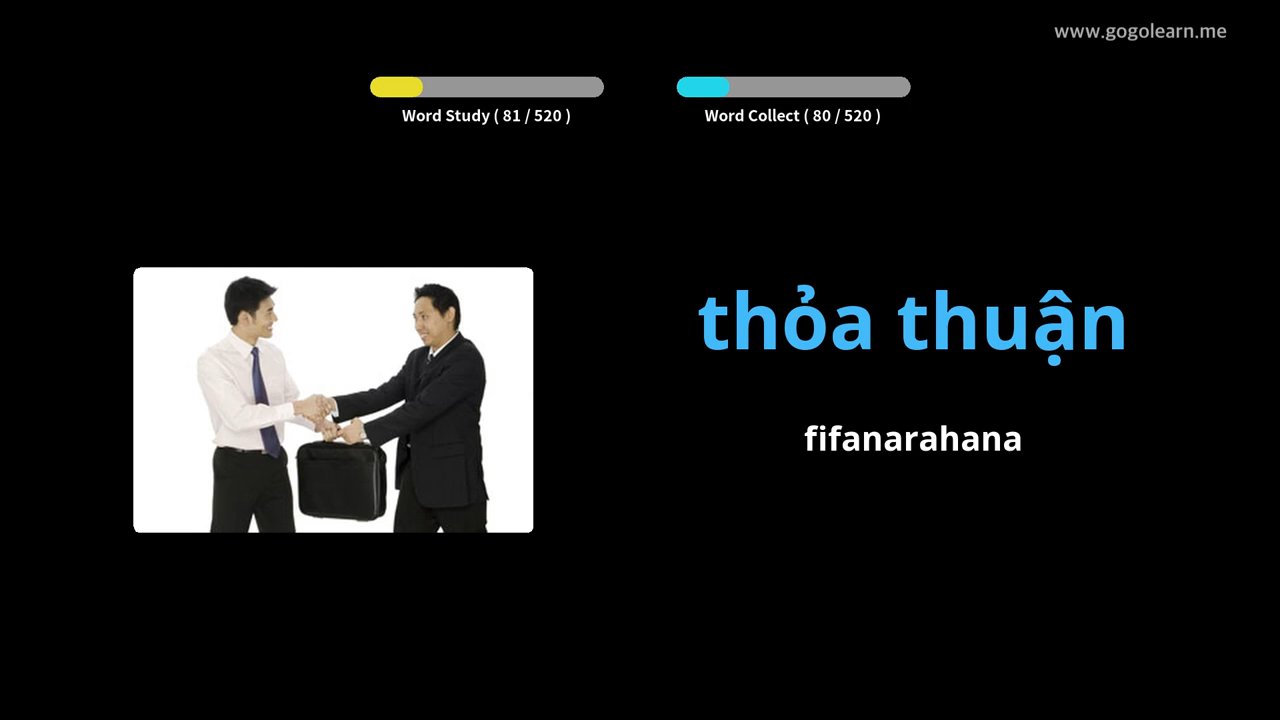 www.gogolearn.me
Word Study ( 81 / 520 )
Word Collect ( 80 / 520 )
thỏa thuận
fifanarahana